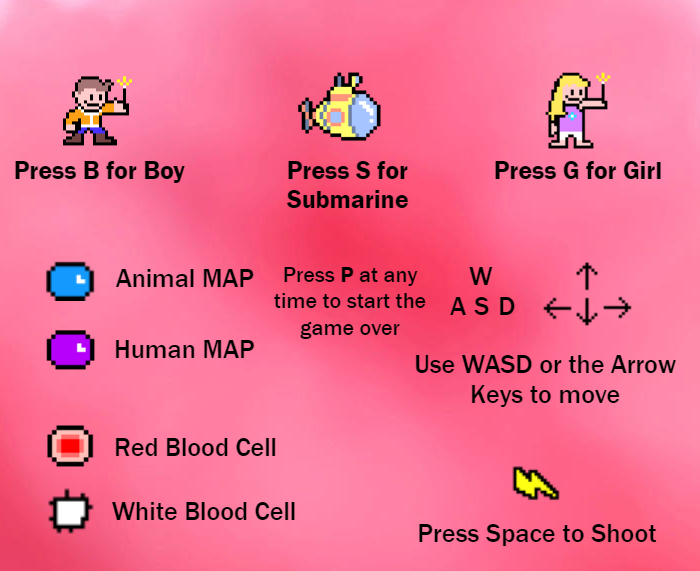 Press B for Boy
Press S for
Submarine
Press G for Girl
Animal MAP
Human MAP
Press P at any
time to start the
game over
W
A S D
Use WASD or the Arrow
Keys to move
Red Blood Cell
White Blood Cell
Press Space to Shoot